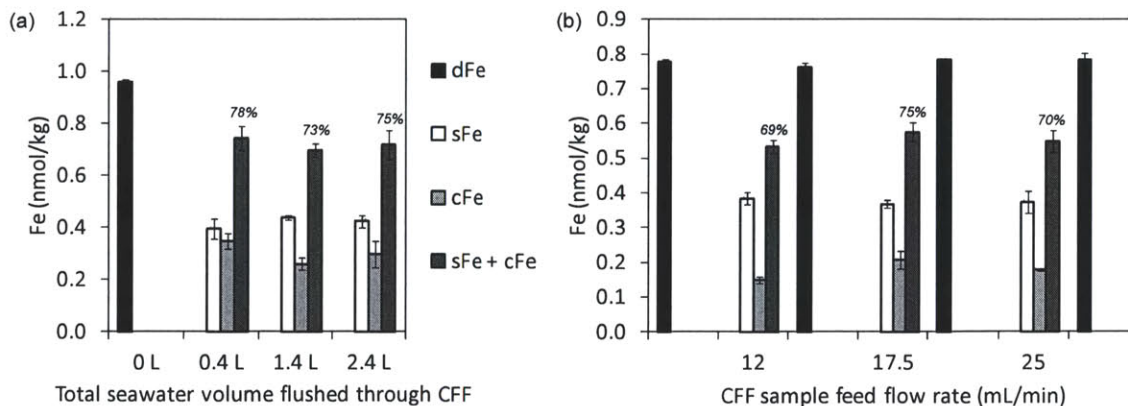 (a)
1.2
1.0
0.8
0.6
0.4
0.2
0.0
Fe (nmol/kg)
78%
73%
75%
0 L 0.4 L 1.4 L 2.4 L
Total seawater volume flushed through CFF
dFe
sFe
cFe
sFe + cFe
(b)
0.9
0.8
0.7
0.6
0.5
0.4
0.3
0.2
0.1
0.0
Fe (nmol/kg)
69%
75%
70%
12 17.5 25
CFF sample feed flow rate (mL/min)